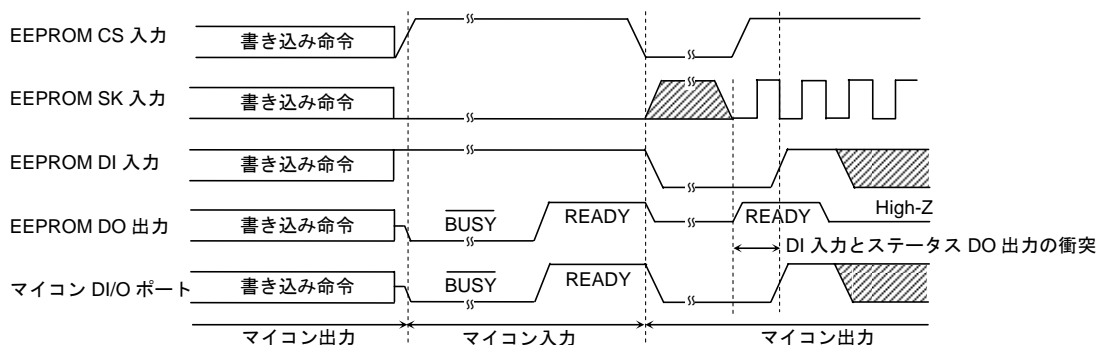 EEPROM CS 入力
書き込み命令
EEPROM SK 入力
書き込み命令
EEPROM DI 入力
書き込み命令
EEPROM DO 出力
書き込み命令
BUSY
READY
READY
High-Z
DI 入力とステータス DO 出力の衝突
マイコン DI/O ポート
書き込み命令
BUSY
READY
マイコン出力
マイコン入力
マイコン出力